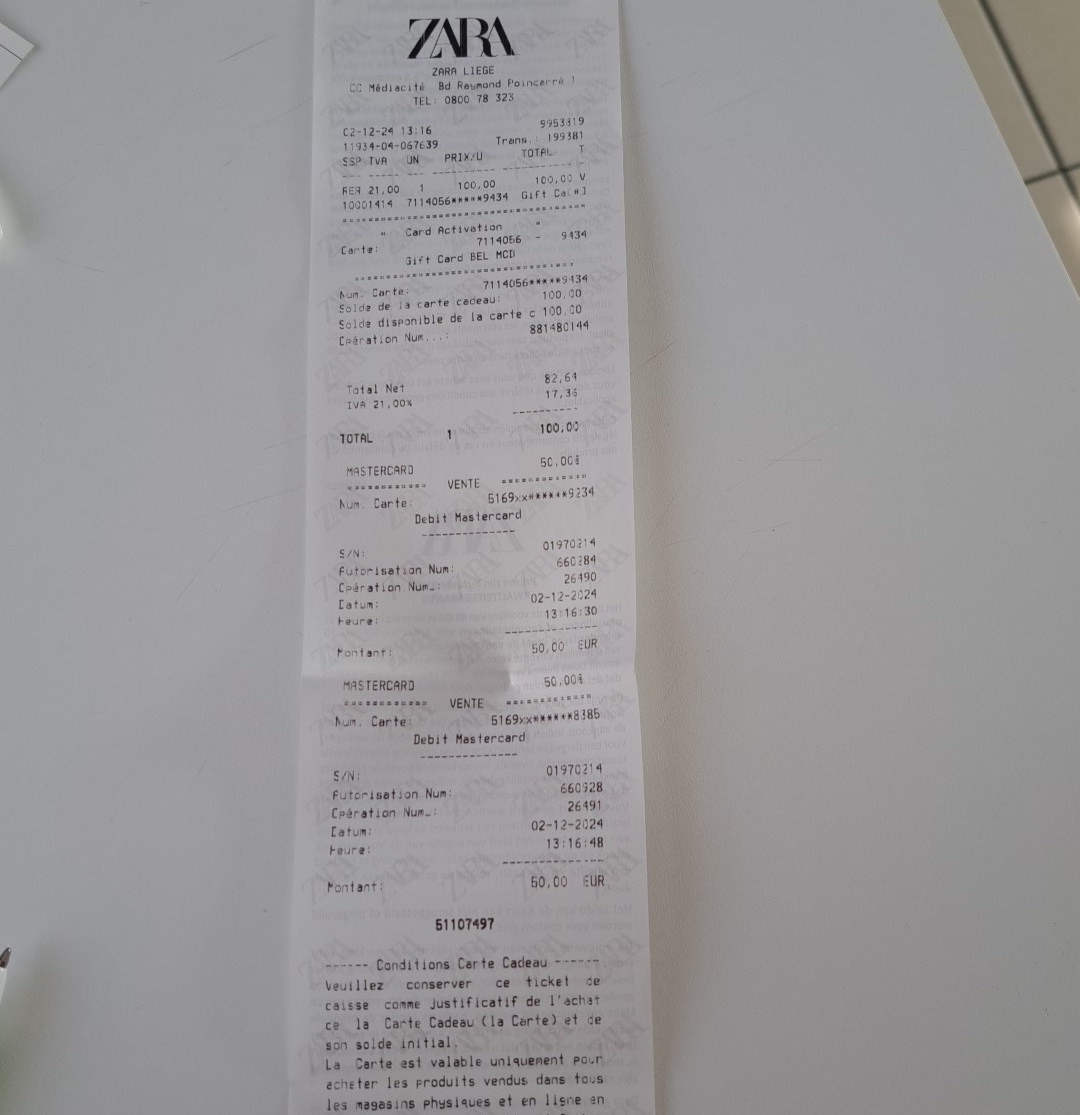 ZARA
ZARA LIEGE
CC Médiacité Bd Raymond Poincarré 1
TEL: 0800 78 323
02-12-24 13:16 9953819
11934-04-067639 Trans.: 199381
SSP TVA UN PRIX/U TOTAL T
--- ---- --- ---------- ---------- -
RER 21,00 1 100,00 100,00 V
10001414 7114056*****9434 Gift Ca[#]
" Card Activation "
Carte: 7114056 - 9434
Gift Card BEL MCD
Num. Carte: 7114056*****9434
Solde de la carte cadeau: 100,00
Solde disponible de la carte c 100,00
Opération Num...: 881480144
Total Net 82,64
IVA 21,00% 17,36
TOTAL 1 100,00
MASTERCARD 50,00€
============ VENTE =============
Num. Carte: 5169xx******9234
Debit Mastercard
--------------
S/N: 01970214
Autorisation Num: 660284
Opération Num.: 26490
Datum: 02-12-2024
Heure: 13:16:30
Montant: 50,00 EUR
MASTERCARD 50,00€
============ VENTE =============
Num. Carte: 5169xx******8385
Debit Mastercard
--------------
S/N: 01970214
Autorisation Num: 660928
Opération Num.: 26491
Datum: 02-12-2024
Heure: 13:16:48
Montant: 50,00 EUR
51107497
------ Conditions Carte Cadeau ------
Veuillez conserver ce ticket de
caisse comme justificatif de l'achat
de la Carte Cadeau (la Carte) et de
son solde initial.
La Carte est valable uniquement pour
acheter les produits vendus dans tous
les magasins physiques et en ligne en